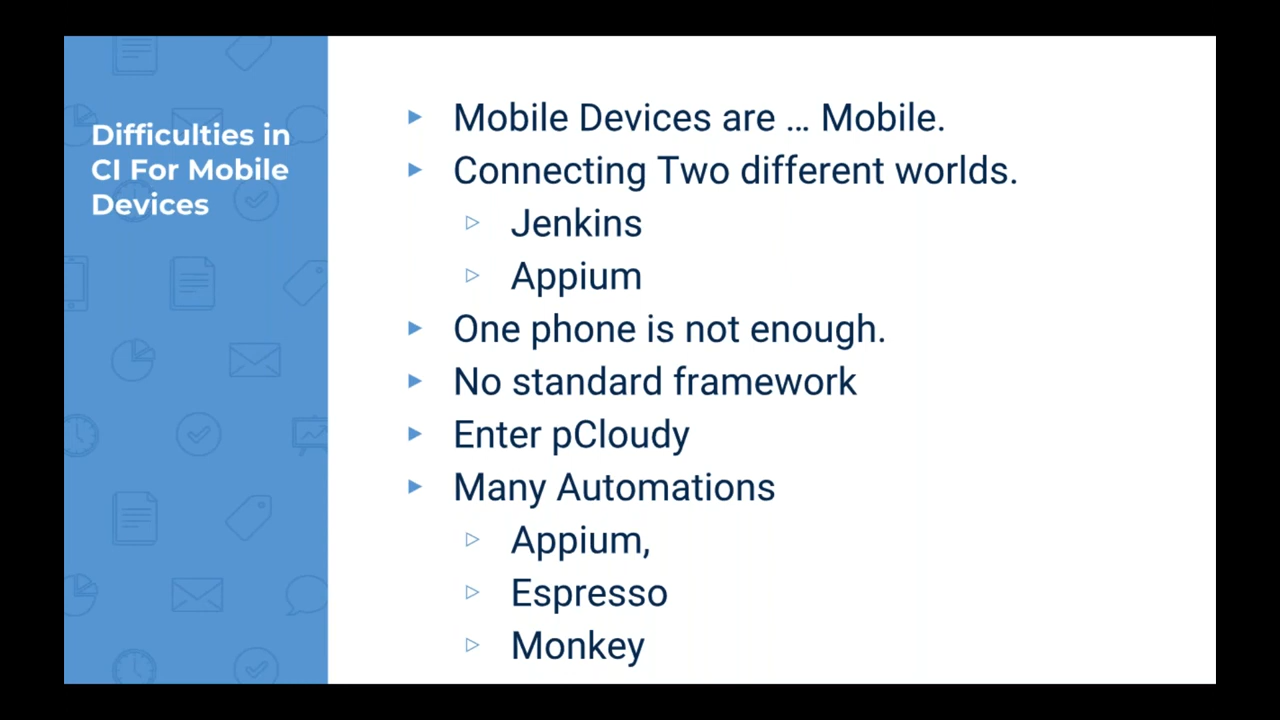 Difficulties in
CI For Mobile
Devices
Mobile Devices are ... Mobile.
Connecting Two different worlds.
Jenkins
Appium
One phone is not enough.
No standard framework
Enter pCloudy
Many Automations
Appium,
Espresso
Monkey